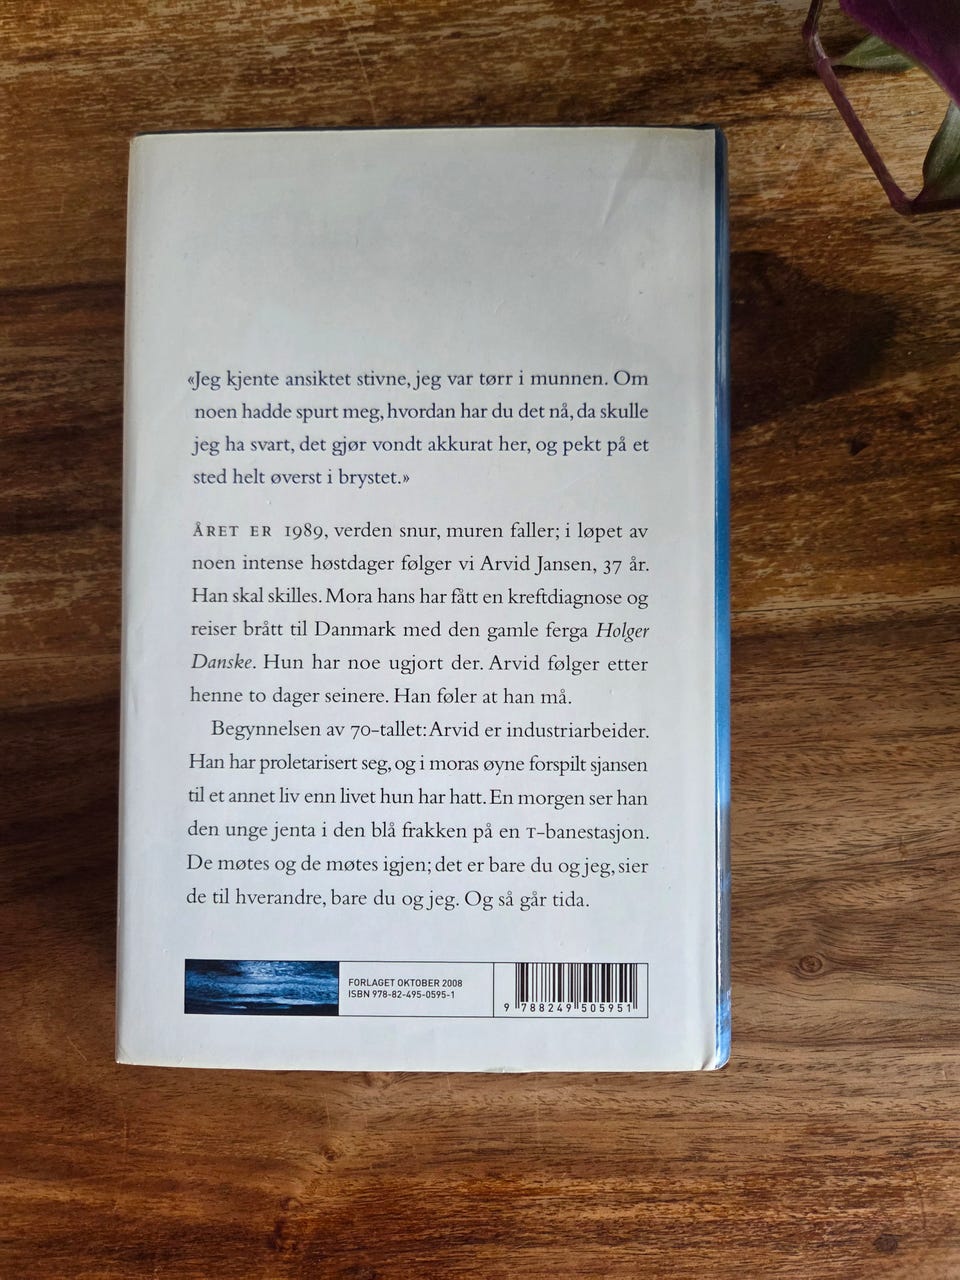 «Jeg kjente ansiktet stivne, jeg var tørr i munnen. Om
noen hadde spurt meg, hvordan har du det nå, da skulle
jeg ha svart, det gjør vondt akkurat her, og pekt på et
sted helt øverst i brystet.»
ÅRET ER 1989, verden snur, muren faller; i løpet av
noen intense høstdager følger vi Arvid Jansen, 37 år.
Han skal skilles. Mora hans har fått en kreftdiagnose og
reiser brått til Danmark med den gamle ferga Holger
Danske. Hun har noe ugjort der. Arvid følger etter
henne to dager seinere. Han føler at han må.
Begynnelsen av 70-tallet: Arvid er industriarbeider.
Han har proletarisert seg, og i moras øyne forspilt sjansen
til et annet liv enn livet hun har hatt. En morgen ser han
den unge jenta i den blå frakken på en T-banestasjon.
De møtes og de møtes igjen; det er bare du og jeg, sier
de til hverandre, bare du og jeg. Og så går tida.
FORLAGET OKTOBER 2008
ISBN 978-82-495-0595-1
9 788249 505951